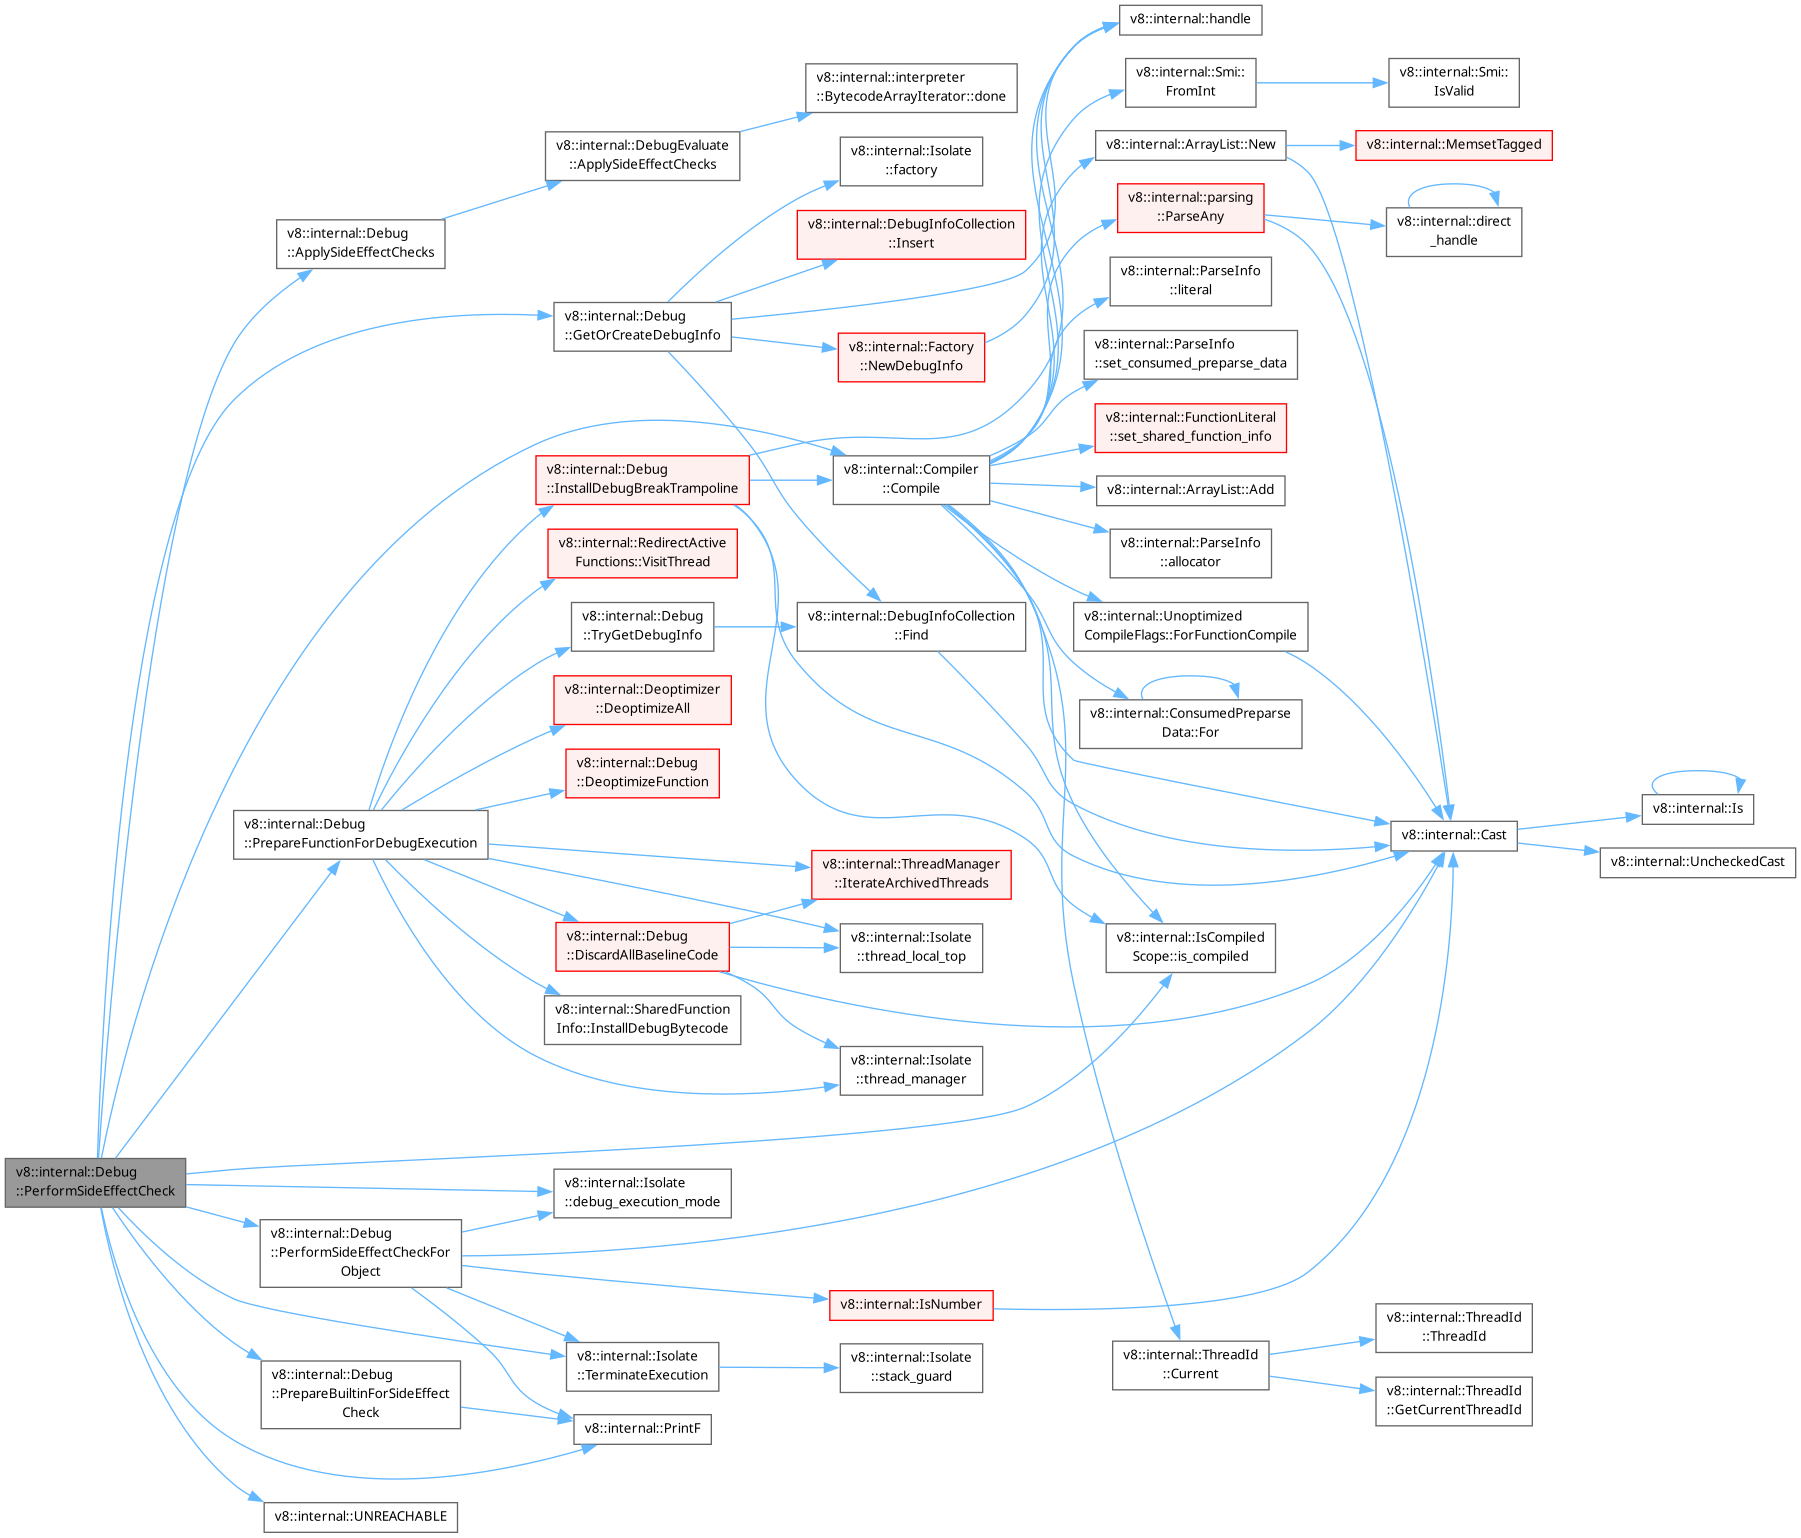 v8::internal::handle
v8::internal::Smi::
FromInt
v8::internal::Smi::
IsValid
v8::internal::interpreter
::BytecodeArrayIterator::done
v8::internal::DebugEvaluate
::ApplySideEffectChecks
v8::internal::Isolate
::factory
v8::internal::ArrayList::New
v8::internal::MemsetTagged
v8::internal::parsing
::ParseAny
v8::internal::direct
_handle
v8::internal::Debug
::ApplySideEffectChecks
v8::internal::DebugInfoCollection
::Insert
v8::internal::ParseInfo
::literal
v8::internal::Debug
::GetOrCreateDebugInfo
v8::internal::Factory
::NewDebugInfo
v8::internal::ParseInfo
::set_consumed_preparse_data
v8::internal::FunctionLiteral
::set_shared_function_info
v8::internal::Debug
::InstallDebugBreakTrampoline
v8::internal::Compiler
::Compile
v8::internal::ArrayList::Add
v8::internal::RedirectActive
Functions::VisitThread
v8::internal::ParseInfo
::allocator
v8::internal::Debug
::TryGetDebugInfo
v8::internal::DebugInfoCollection
::Find
v8::internal::Unoptimized
CompileFlags::ForFunctionCompile
v8::internal::Deoptimizer
::DeoptimizeAll
v8::internal::ConsumedPreparse
Data::For
v8::internal::Debug
::DeoptimizeFunction
v8::internal::Is
v8::internal::Debug
::PrepareFunctionForDebugExecution
v8::internal::Cast
v8::internal::UncheckedCast
v8::internal::ThreadManager
::IterateArchivedThreads
v8::internal::Debug
::DiscardAllBaselineCode
v8::internal::Isolate
::thread_local_top
v8::internal::IsCompiled
Scope::is_compiled
v8::internal::SharedFunction
Info::InstallDebugBytecode
v8::internal::Isolate
::thread_manager
v8::internal::Debug
::PerformSideEffectCheck
v8::internal::Isolate
::debug_execution_mode
v8::internal::Debug
::PerformSideEffectCheckFor
Object
v8::internal::IsNumber
v8::internal::ThreadId
::ThreadId
v8::internal::Isolate
::TerminateExecution
v8::internal::Isolate
::stack_guard
v8::internal::ThreadId
::Current
v8::internal::Debug
::PrepareBuiltinForSideEffect
Check
v8::internal::ThreadId
::GetCurrentThreadId
v8::internal::PrintF
v8::internal::UNREACHABLE